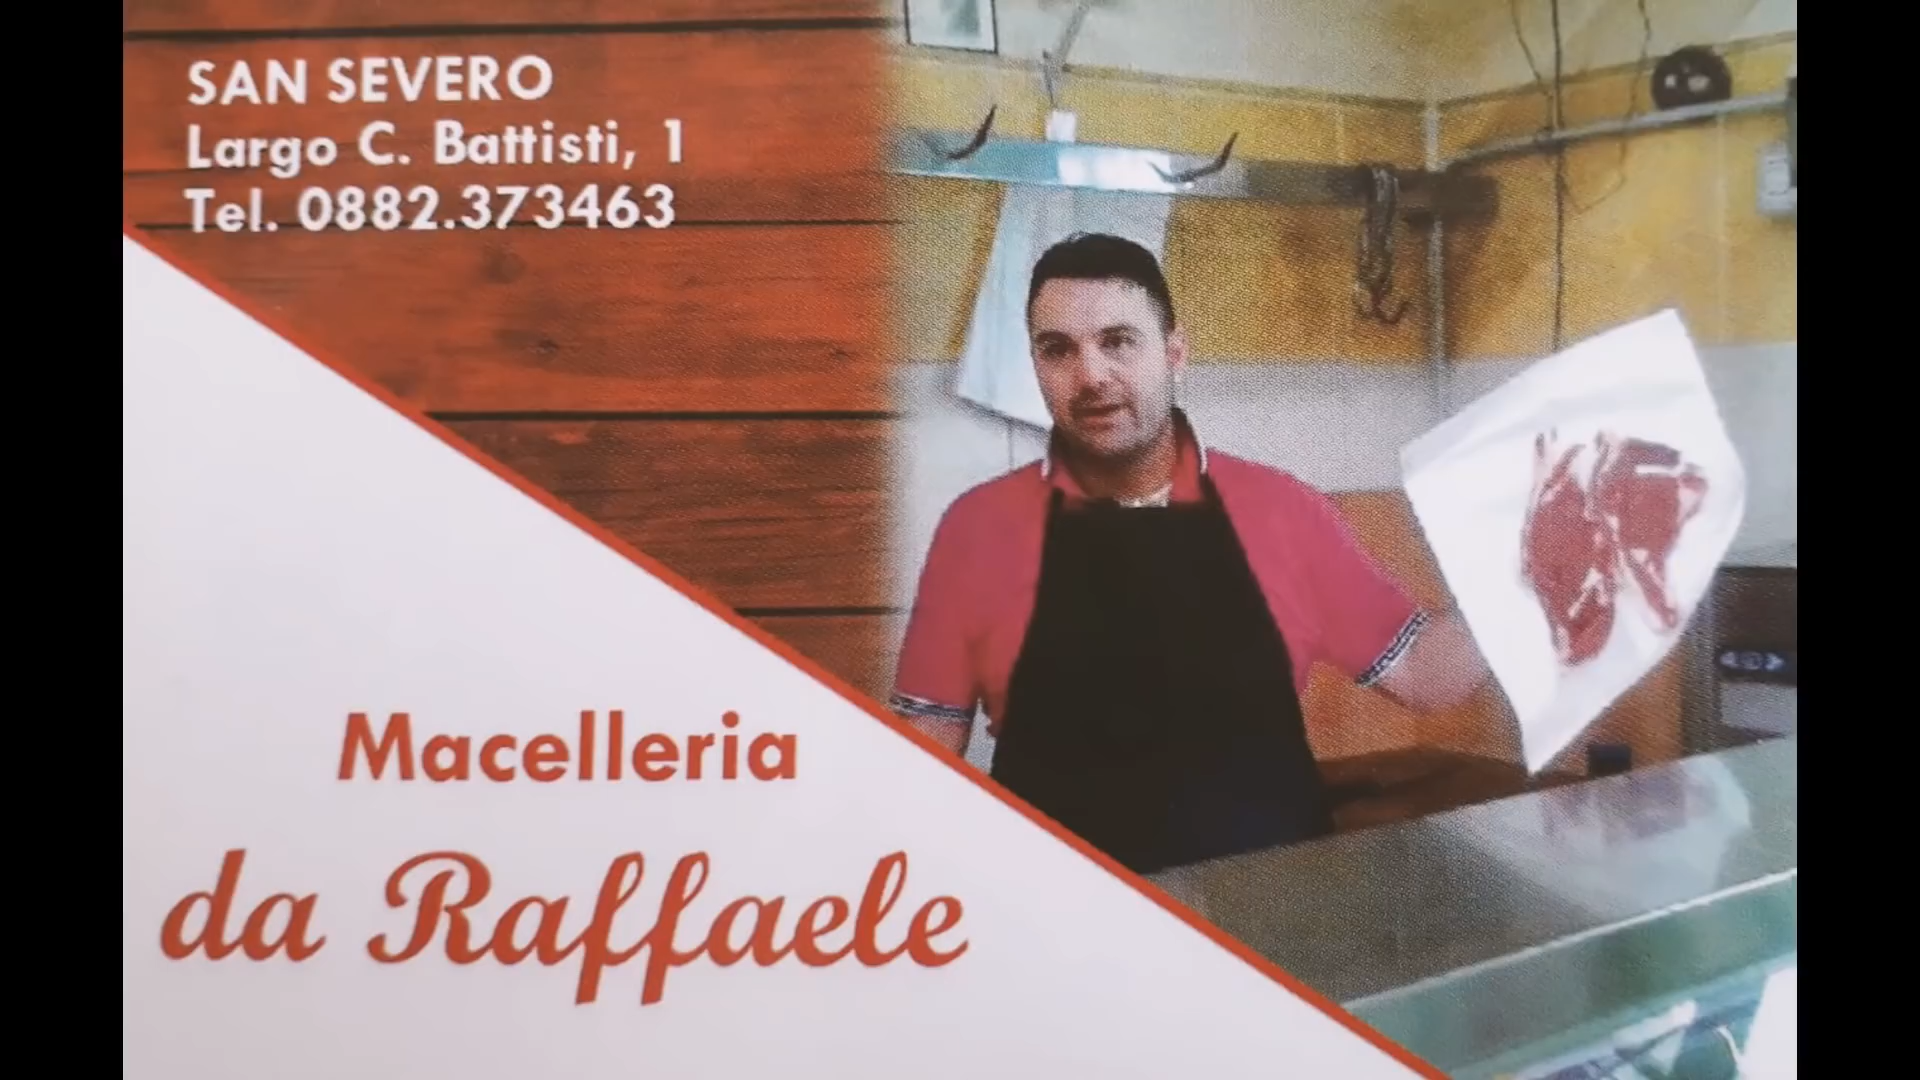 SAN SEVERO
Largo C. Battisti, 1
Tel. 0882.373463
Macelleria
da Raffaele